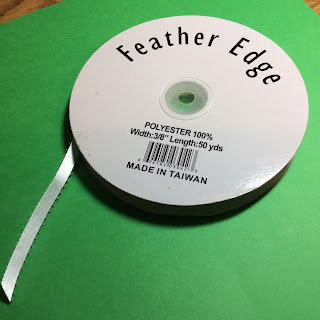 Feather Edge
POLYESTER 100%
Width:3/8" Length:50 yds
MADE IN TAIWAN